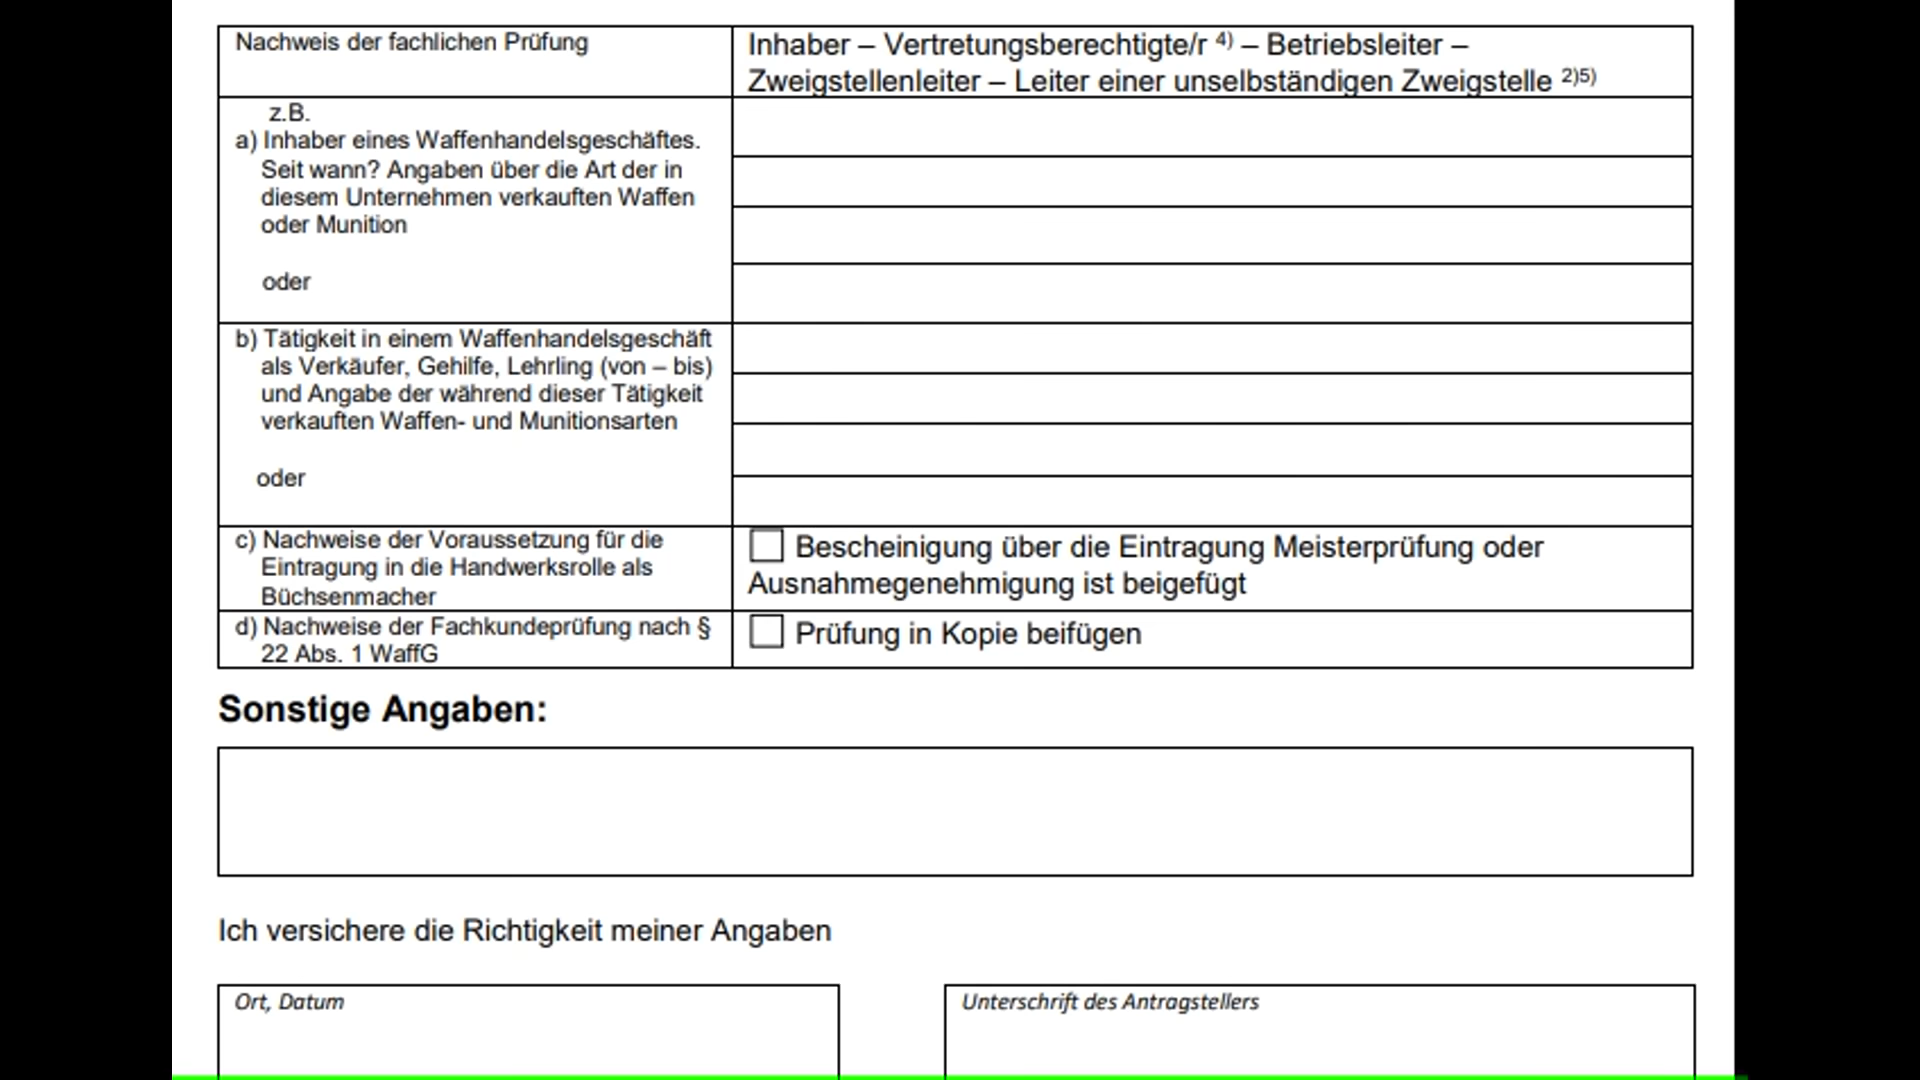 Nachweis der fachlichen Prüfung
Inhaber – Vertretungsberechtigte/r 4) – Betriebsleiter –
Zweigstellenleiter – Leiter einer unselbständigen Zweigstelle 2)5)
z.B.
a) Inhaber eines Waffenhandelsgeschäftes.
Seit wann? Angaben über die Art der in
diesem Unternehmen verkauften Waffen
oder Munition
oder
b) Tätigkeit in einem Waffenhandelsgeschäft
als Verkäufer, Gehilfe, Lehrling (von – bis)
und Angabe der während dieser Tätigkeit
verkauften Waffen- und Munitionsarten
oder
c) Nachweise der Voraussetzung für die
Eintragung in die Handwerksrolle als
Büchsenmacher
Bescheinigung über die Eintragung Meisterprüfung oder
Ausnahmegenehmigung ist beigefügt
d) Nachweise der Fachkundeprüfung nach §
22 Abs. 1 WaffG
Prüfung in Kopie beifügen
Sonstige Angaben:
Ich versichere die Richtigkeit meiner Angaben
Ort, Datum
Unterschrift des Antragstellers